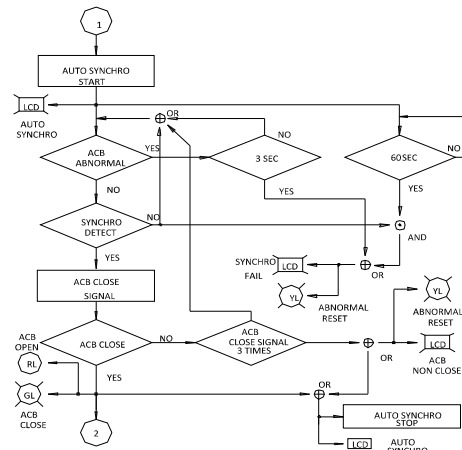 1
AUTO SYNCHRO
START
LCD
AUTO
SYNCHRO
OR
ACB
ABNORMAL
YES
NO
3 SEC
NO
YES
60SEC
NO
YES
SYNCHRO
DETECT
NO
YES
AND
SYNCHRO
FAIL
LCD
OR
YL
ABNORMAL
RESET
YL
ABNORMAL
RESET
ACB CLOSE
SIGNAL
ACB
OPEN
RL
ACB CLOSE
NO
YES
ACB
CLOSE SIGNAL
3 TIMES
OR
LCD
ACB
NON CLOSE
GL
ACB
CLOSE
OR
2
AUTO SYNCHRO
STOP
LCD
AUTO
SYNCHRO